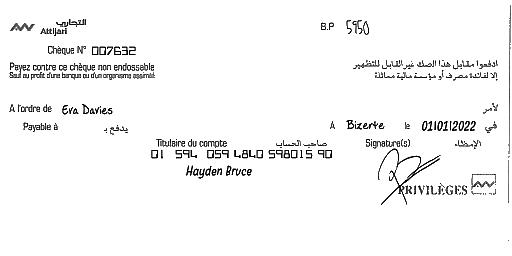 التجاري
Attijari
B.P 5950
Chèque N° 007632
Payez contre ce chèque non endossable
Sauf au profit d'une banque ou d'un organisme assimilé
ادفعوا مقابل هذا الصك غير القابل للتظهير
إلا لفائدة مصرف أو مؤسسة مالية مماثلة
A l'ordre de Eva Davies لأمر
Payable à يدفع بـ
A Bizerte le 01/01/2022 في
Titulaire du compte صاحب الحساب
Signature(s) الإمضاء
01 594 059 4840 598015 90
Hayden Bruce
PRIVILÈGES